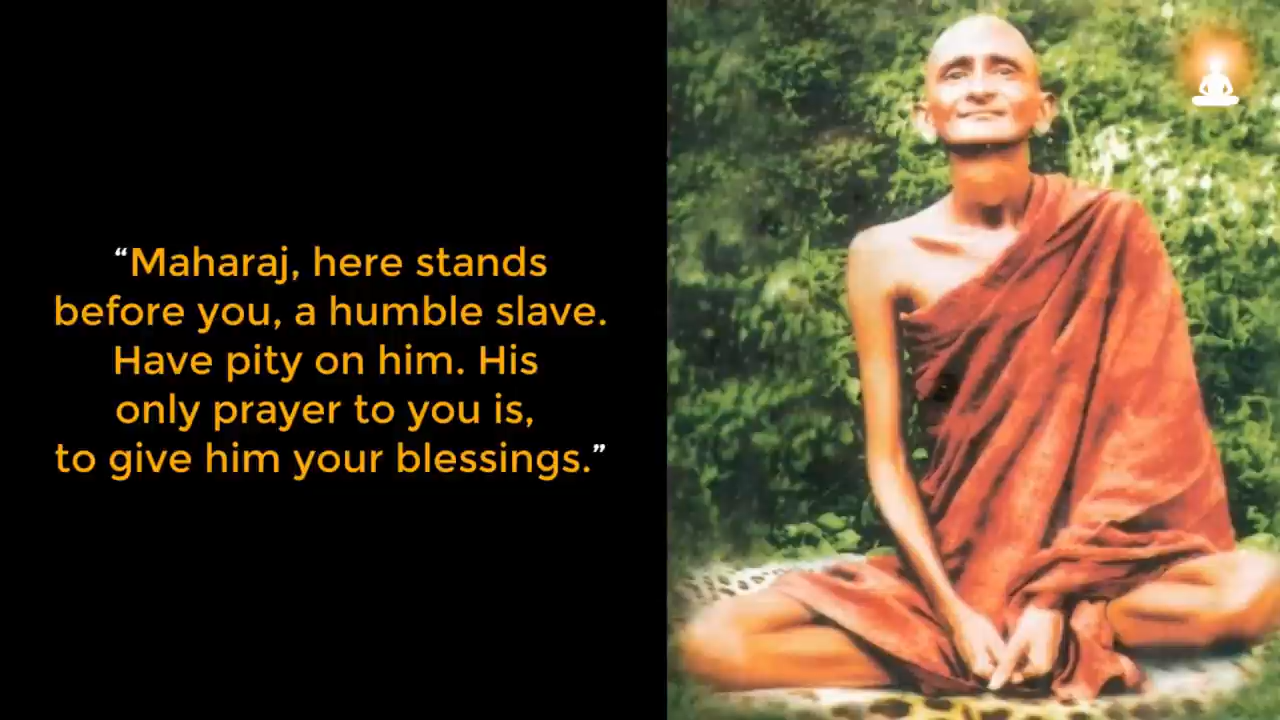 “Maharaj, here stands
before you, a humble slave.
Have pity on him. His
only prayer to you is,
to give him your blessings.”